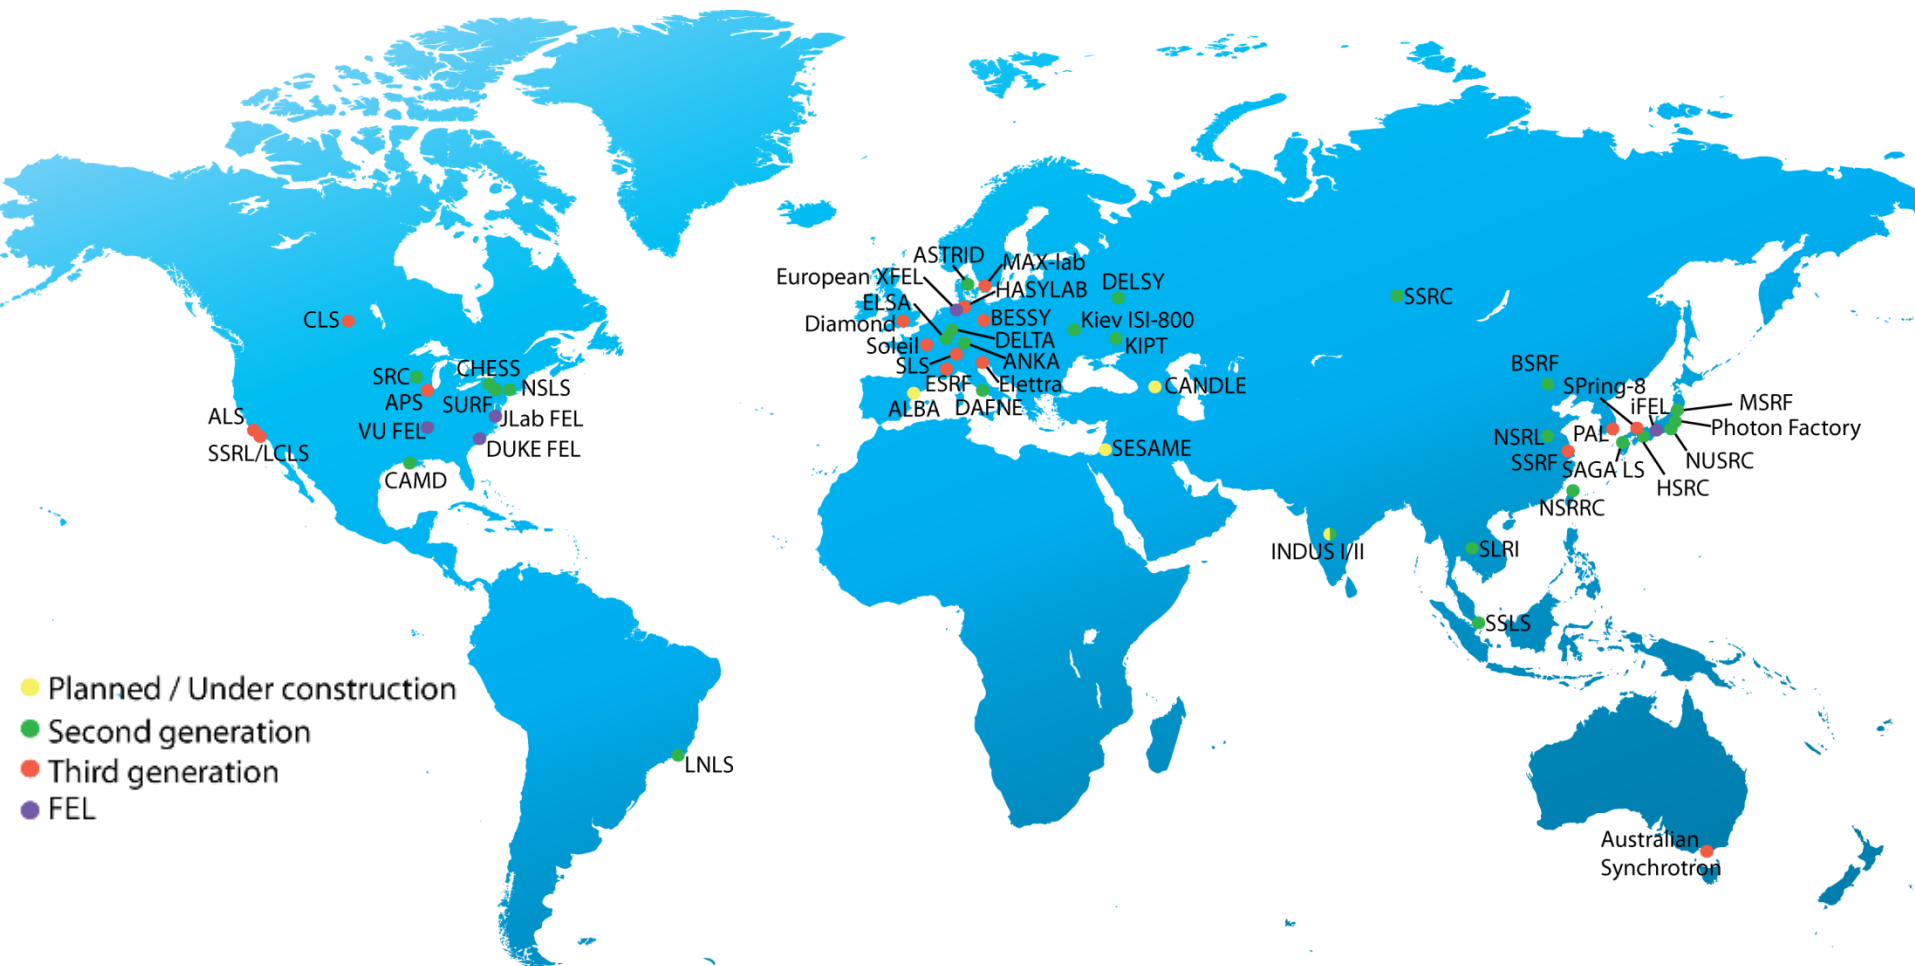 ASTRID
MAX-lab
European XFEL
HASYLAB
DELSY
ELSA
SSRC
CLS
Diamond
BESSY
Kiev ISI-800
DELTA
KIPT
Soleil
ANKA
SLS
BSRF
CHESS
SRC
ESRF
Elettra
CANDLE
SPring-8
NSLS
APS
SURF
ALBA
DAFNE
iFEL
MSRF
ALS
JLab FEL
Photon Factory
VU FEL
PAL
NSRL
DUKE FEL
SESAME
SSRL/LCLS
SSRF
SAGA LS
NUSRC
CAMD
HSRC
NSRRC
INDUS I/II
SLRI
SSLS
Planned / Under construction
Second generation
LNLS
Third generation
FEL
Australian
Synchrotron